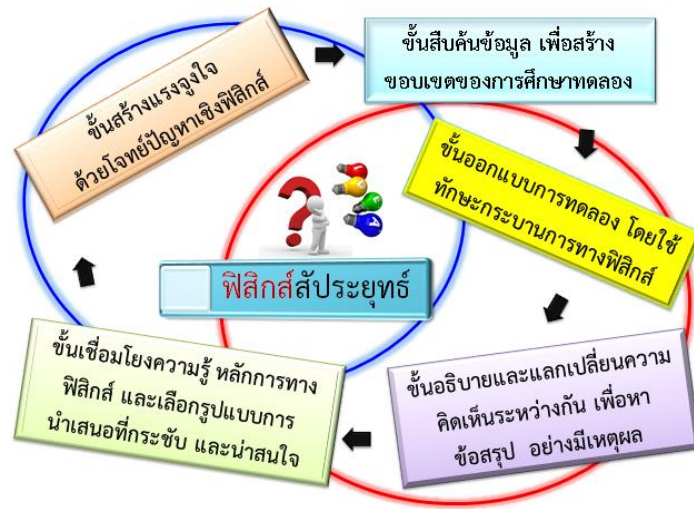 ขั้นสร้างแรงจูงใจ
ด้วยโจทย์ปัญหาเชิงฟิสิกส์
ขั้นสืบค้นข้อมูล เพื่อสร้าง
ขอบเขตของการศึกษาทดลอง
ขั้นออกแบบการทดลอง โดยใช้
ทักษะกระบานการทางฟิสิกส์
ขั้นอธิบายและแลกเปลี่ยนความ
คิดเห็นระหว่างกัน เพื่อหา
ข้อสรุป อย่างมีเหตุผล
ขั้นเชื่อมโยงความรู้ หลักการทาง
ฟิสิกส์ และเลือกรูปแบบการ
นำเสนอที่กระชับ และน่าสนใจ
ฟิสิกส์สัประยุทธ์